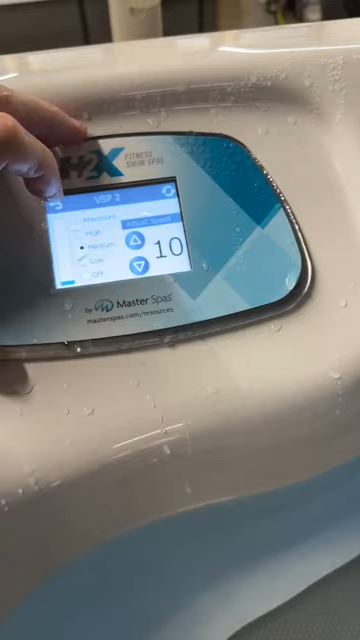 H2X FITNESS
SWIM SPAS
VSP 2
Maximum
High
Medium
Low
Off
Adjust Speed
10
by Master Spas
masterspas.com/resources